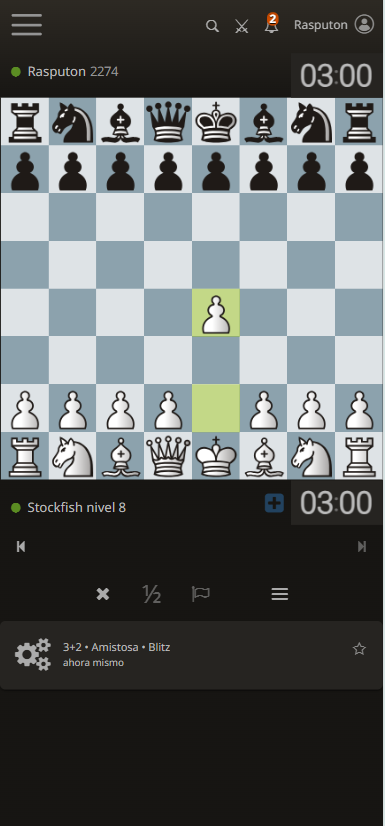 2
Rasputon
Rasputon 2274
03:00
Stockfish nivel 8
03:00
½
3+2 • Amistosa • Blitz
ahora mismo